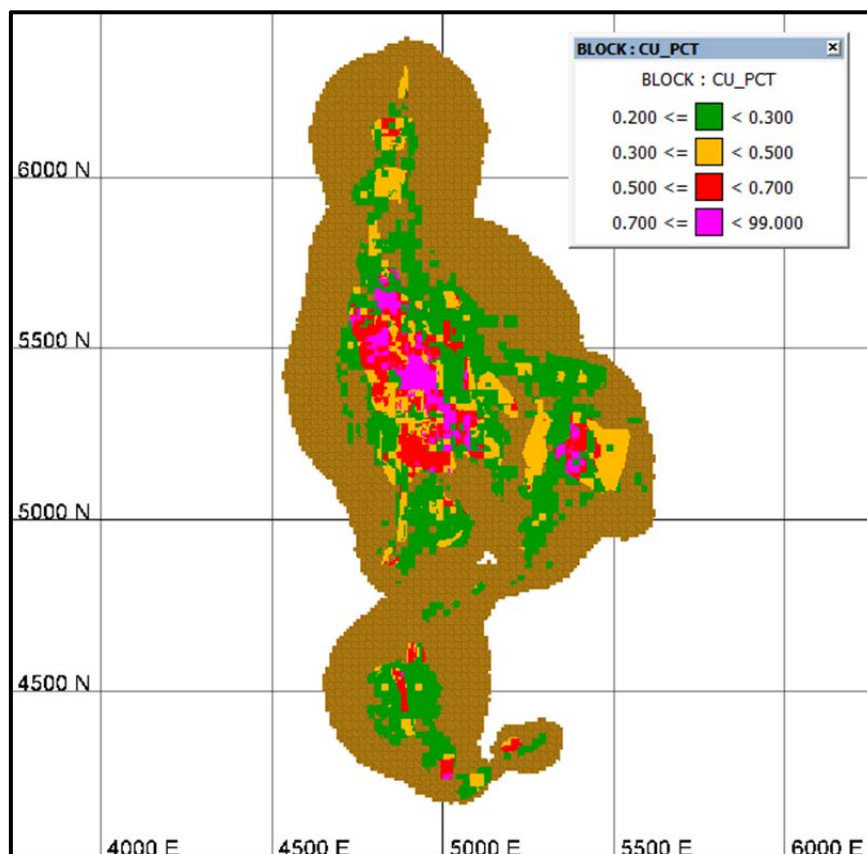 BLOCK : CU_PCT
BLOCK : CU_PCT
0.200 <= < 0.300
0.300 <= < 0.500
0.500 <= < 0.700
0.700 <= < 99.000
6000 N
5500 N
5000 N
4500 N
4000 E 4500 E 5000 E 5500 E 6000 E